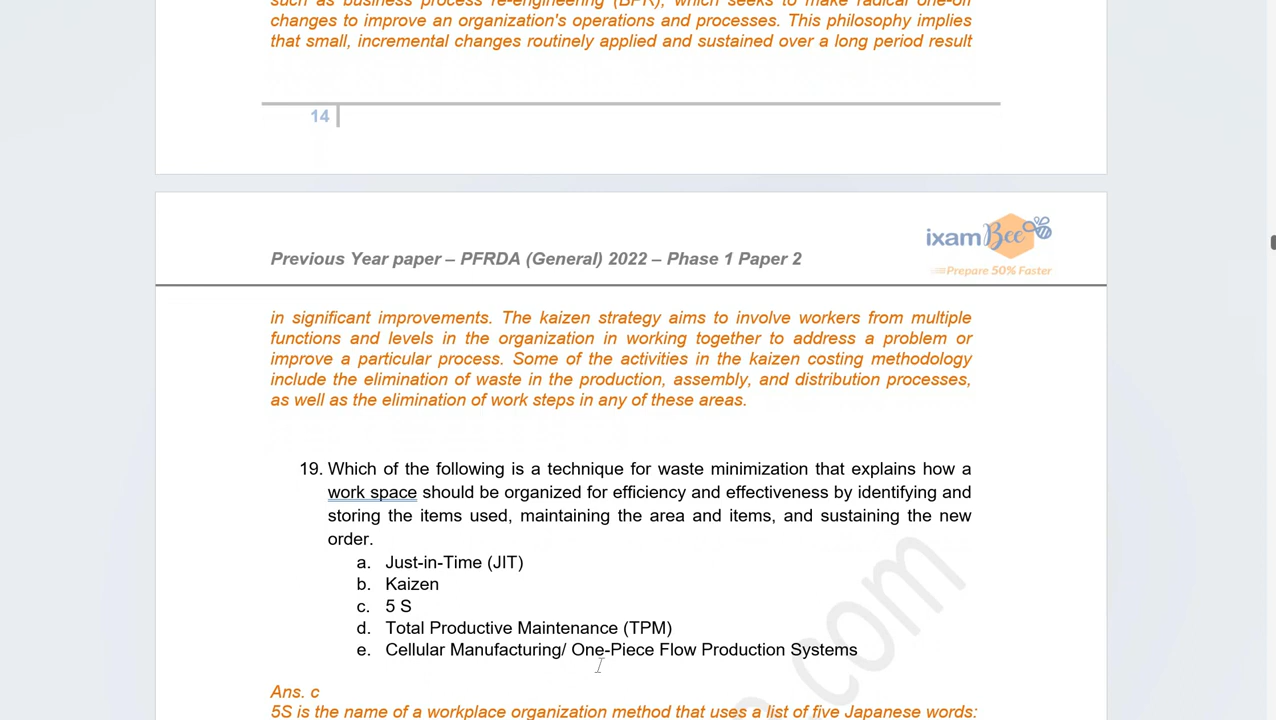 such as business process re-engineering (BPR), which seeks to make radical one-off
changes to improve an organization's operations and processes. This philosophy implies
that small, incremental changes routinely applied and sustained over a long period result
14
ixamBee
Prepare 50% Faster
Previous Year paper – PFRDA (General) 2022 – Phase 1 Paper 2
in significant improvements. The kaizen strategy aims to involve workers from multiple
functions and levels in the organization in working together to address a problem or
improve a particular process. Some of the activities in the kaizen costing methodology
include the elimination of waste in the production, assembly, and distribution processes,
as well as the elimination of work steps in any of these areas.
19. Which of the following is a technique for waste minimization that explains how a
work space should be organized for efficiency and effectiveness by identifying and
storing the items used, maintaining the area and items, and sustaining the new
order.
a. Just-in-Time (JIT)
b. Kaizen
c. 5 S
d. Total Productive Maintenance (TPM)
e. Cellular Manufacturing/ One-Piece Flow Production Systems
Ans. c
5S is the name of a workplace organization method that uses a list of five Japanese words:
.com